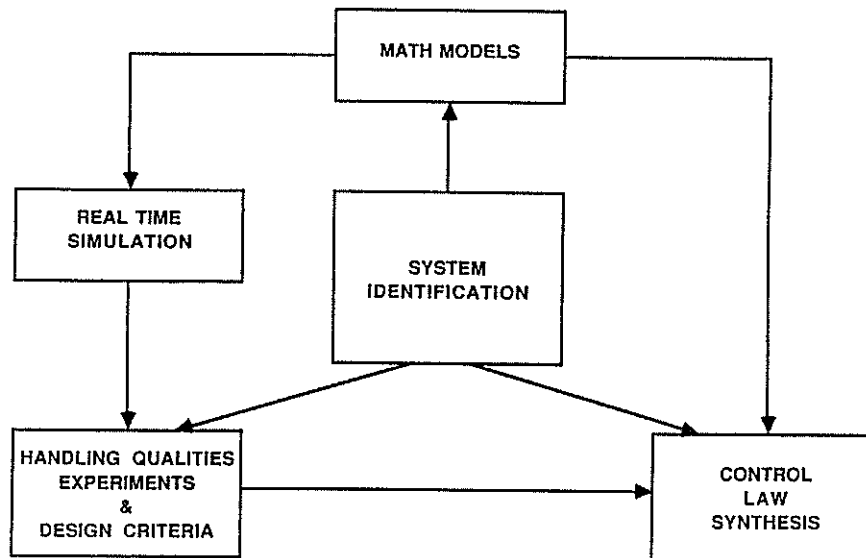 MATH MODELS
REAL TIME
SIMULATION
SYSTEM
IDENTIFICATION
HANDLING QUALITIES
EXPERIMENTS
&
DESIGN CRITERIA
CONTROL
LAW
SYNTHESIS